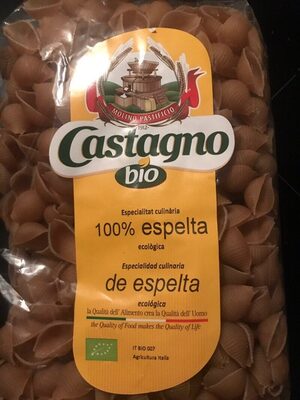 MOLINO PASTIFICIO
Castagno
bio
Especialitat culinària
100% espelta
ecològica
Especialidad culinaria
de espelta
ecológica
la Qualità dell' Alimento crea la Qualità dell'Uomo
the Quality of Food makes the Quality of Life
IT BIO 007
Agricultura Italia